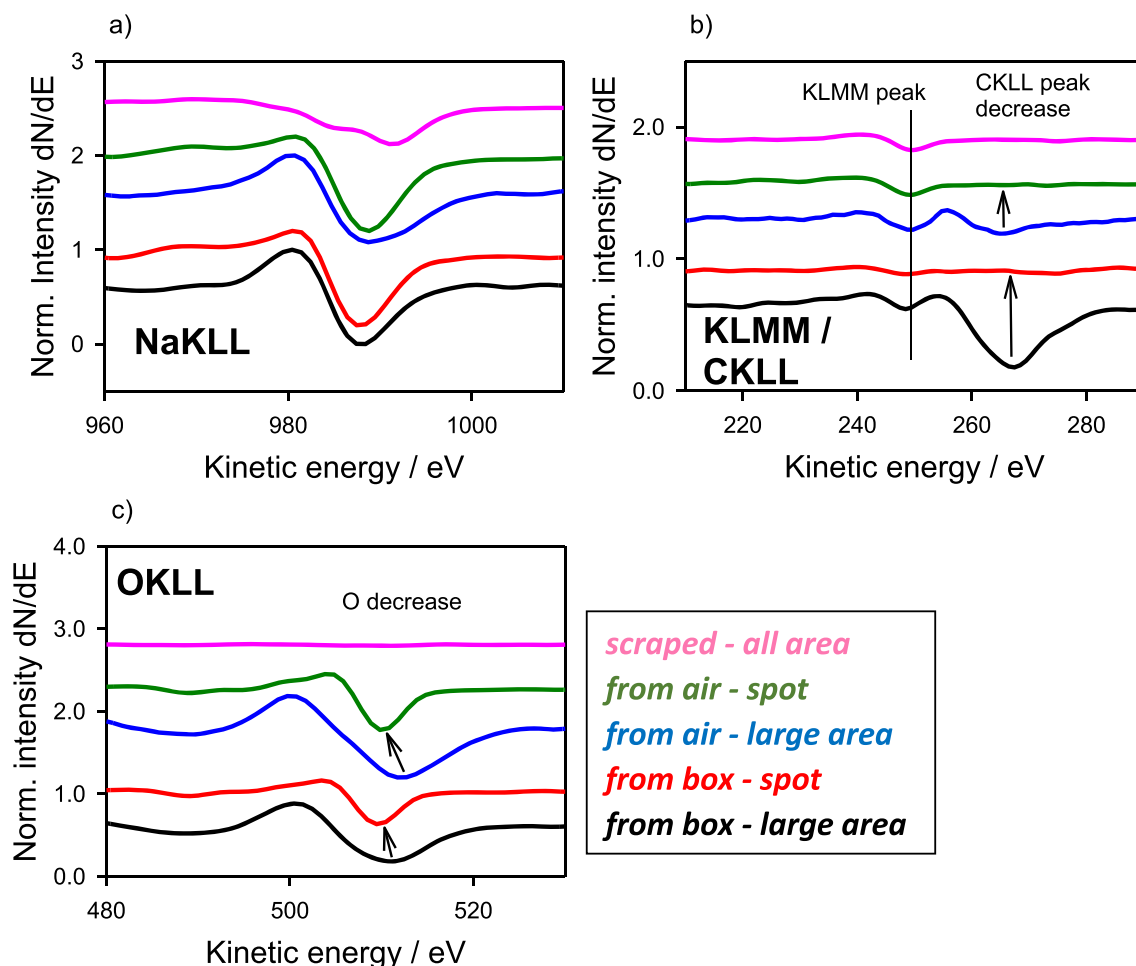 a)
Norm. Intensity dN/dE
3
2
1
0
NaKLL
960
980
1000
Kinetic energy / eV
b)
Norm. intensity dN/dE
2.0
1.0
0.0
KLMM peak
CKLL peak
decrease
KLMM /
CKLL
220
240
260
280
Kinetic energy / eV
c)
Norm. intensity dN/dE
4.0
3.0
2.0
1.0
0.0
OKLL
O decrease
480
500
520
Kinetic energy / eV
scraped - all area
from air - spot
from air - large area
from box - spot
from box - large area